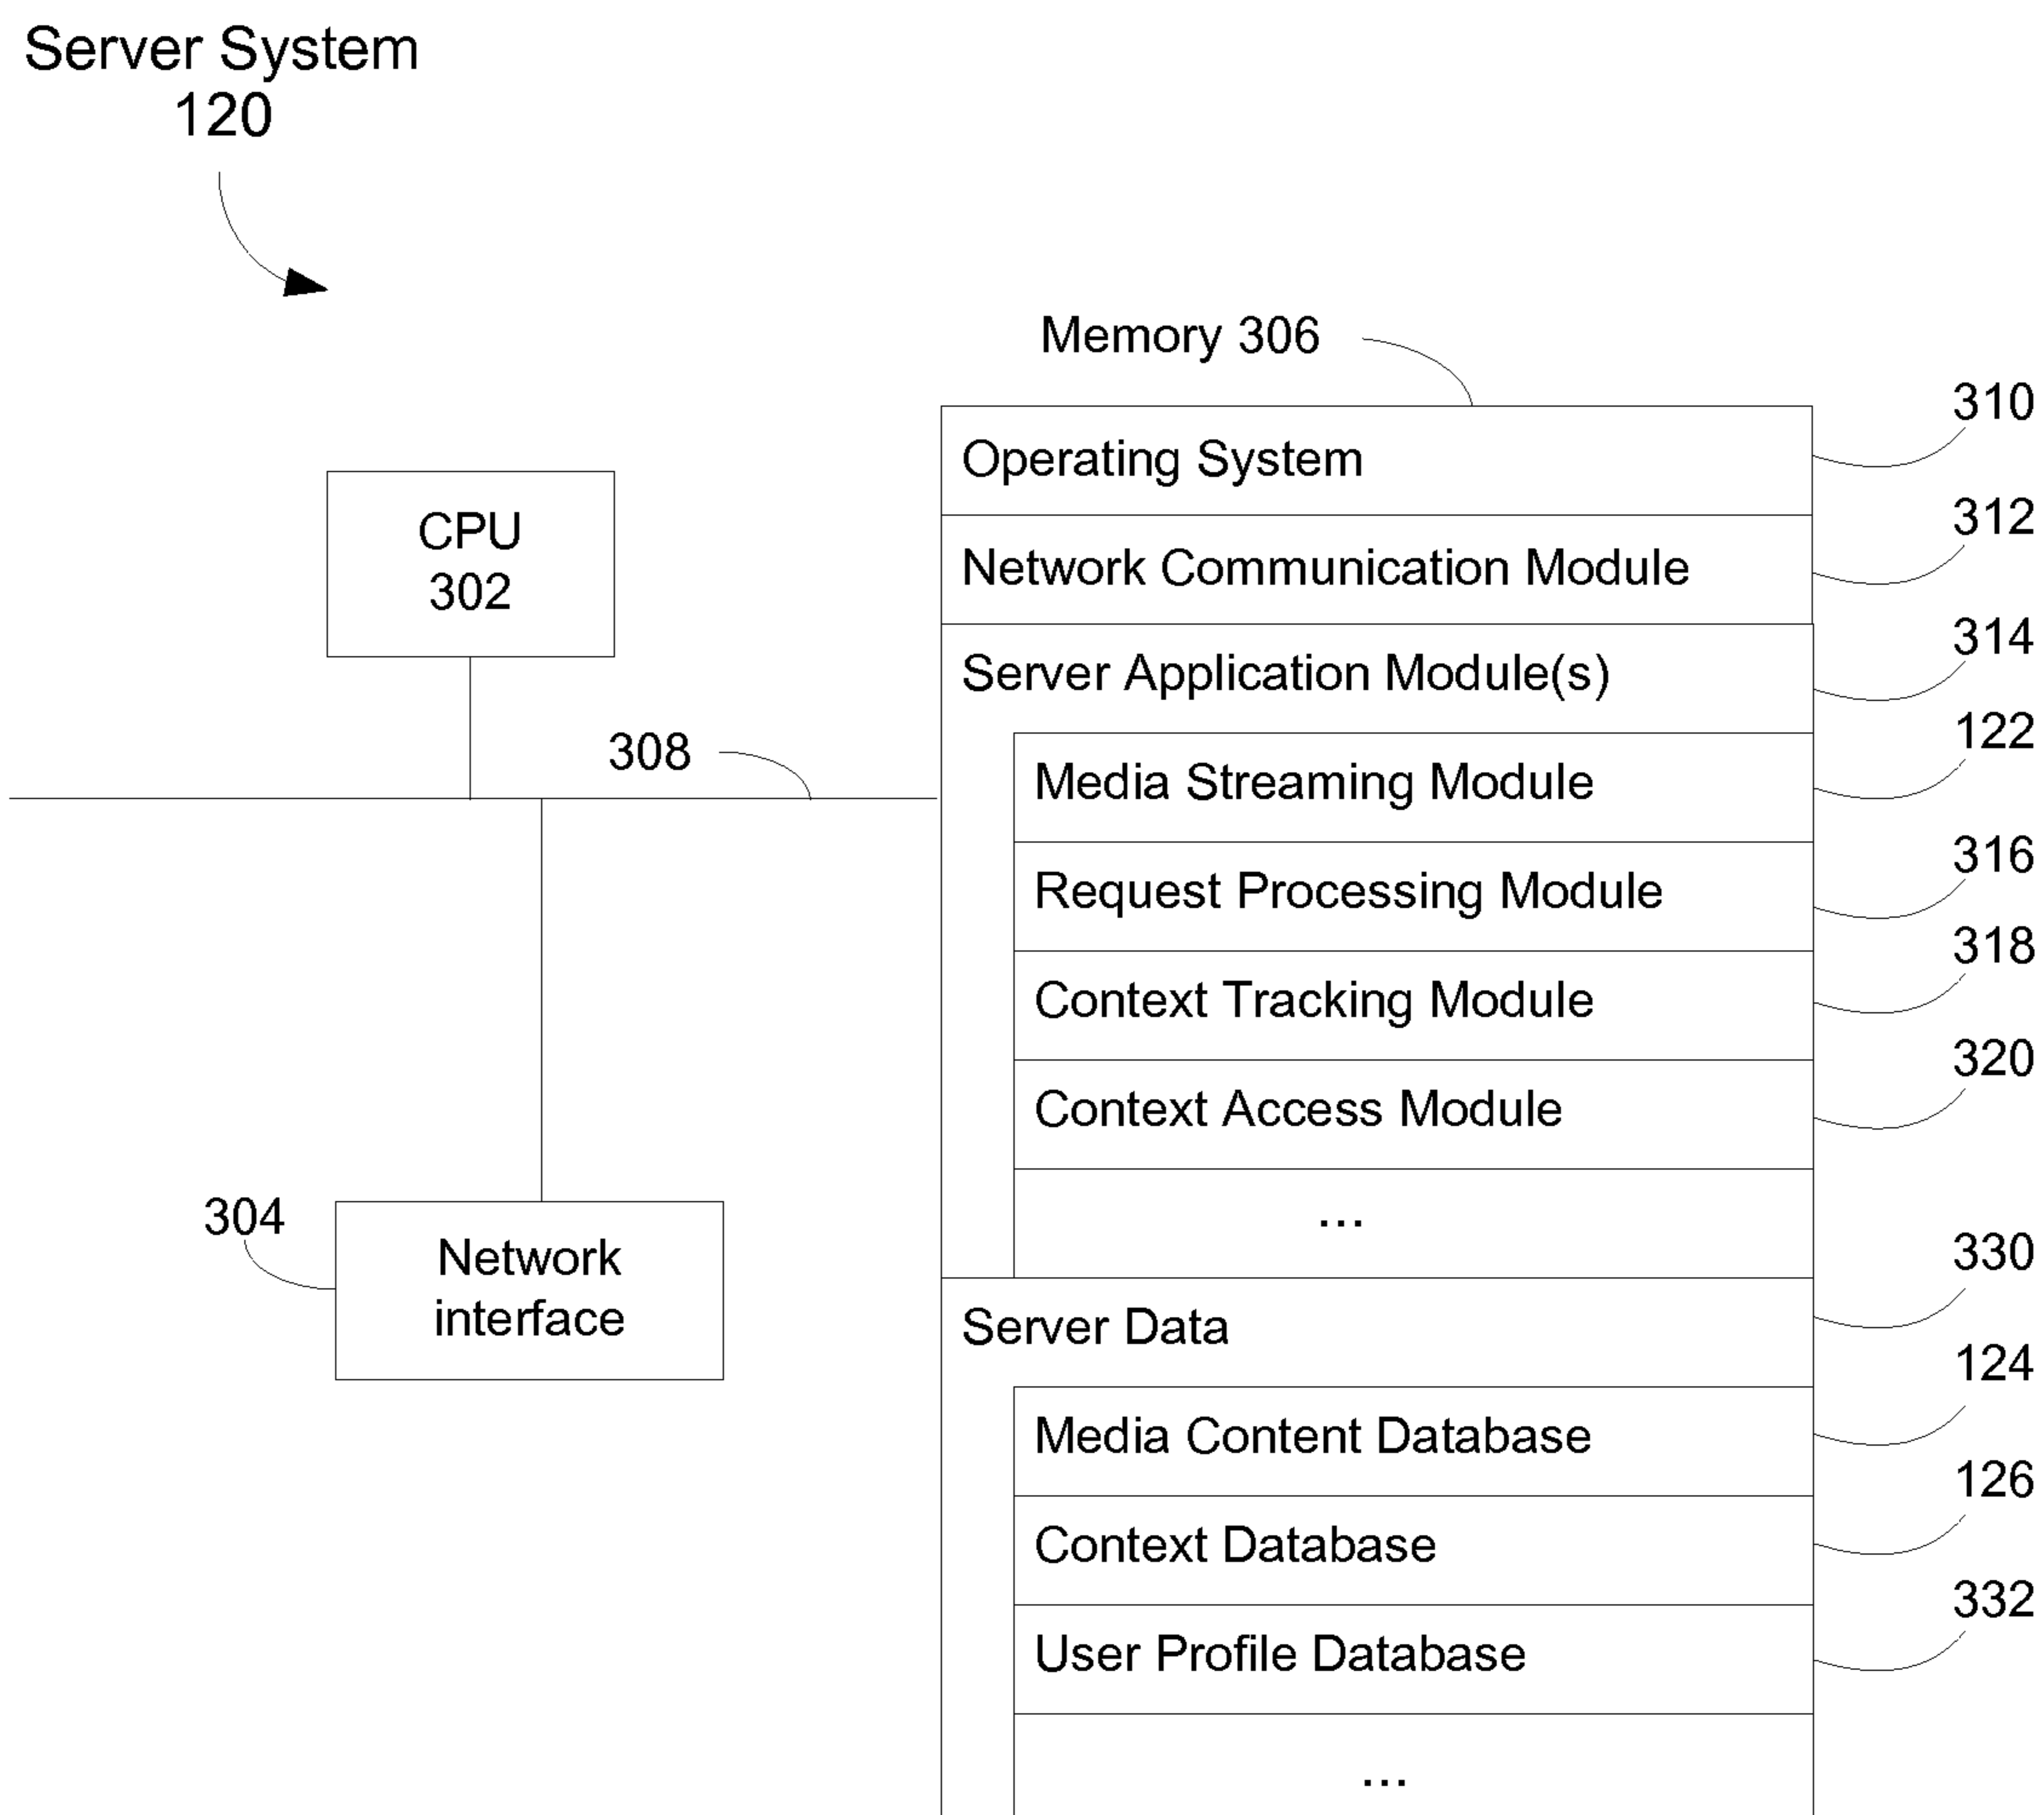 Server System
120
Memory 306
310
Operating System
312
CPU
302
Network Communication Module
314
Server Application Module(s)
122
308
Media Streaming Module
316
Request Processing Module
318
Context Tracking Module
320
Context Access Module
304
Network
interface
...
330
Server Data
124
Media Content Database
126
Context Database
332
User Profile Database
...